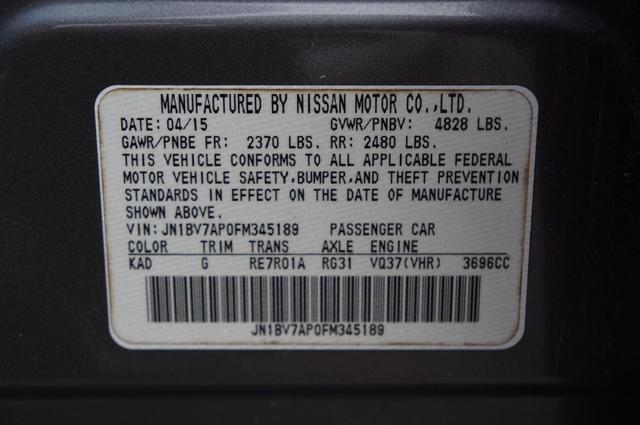 MANUFACTURED BY NISSAN MOTOR CO.,LTD.
DATE: 04/15 GVWR/PNBV: 4828 LBS.
GAWR/PNBE FR: 2370 LBS. RR: 2480 LBS.
THIS VEHICLE CONFORMS TO ALL APPLICABLE FEDERAL
MOTOR VEHICLE SAFETY,BUMPER,AND THEFT PREVENTION
STANDARDS IN EFFECT ON THE DATE OF MANUFACTURE
SHOWN ABOVE.
VIN: JN1BV7AP0FM345189 PASSENGER CAR
COLOR TRIM TRANS AXLE ENGINE
KAD G RE7R01A RG31 VQ37(VHR) 3696CC
JN1BV7AP0FM345189